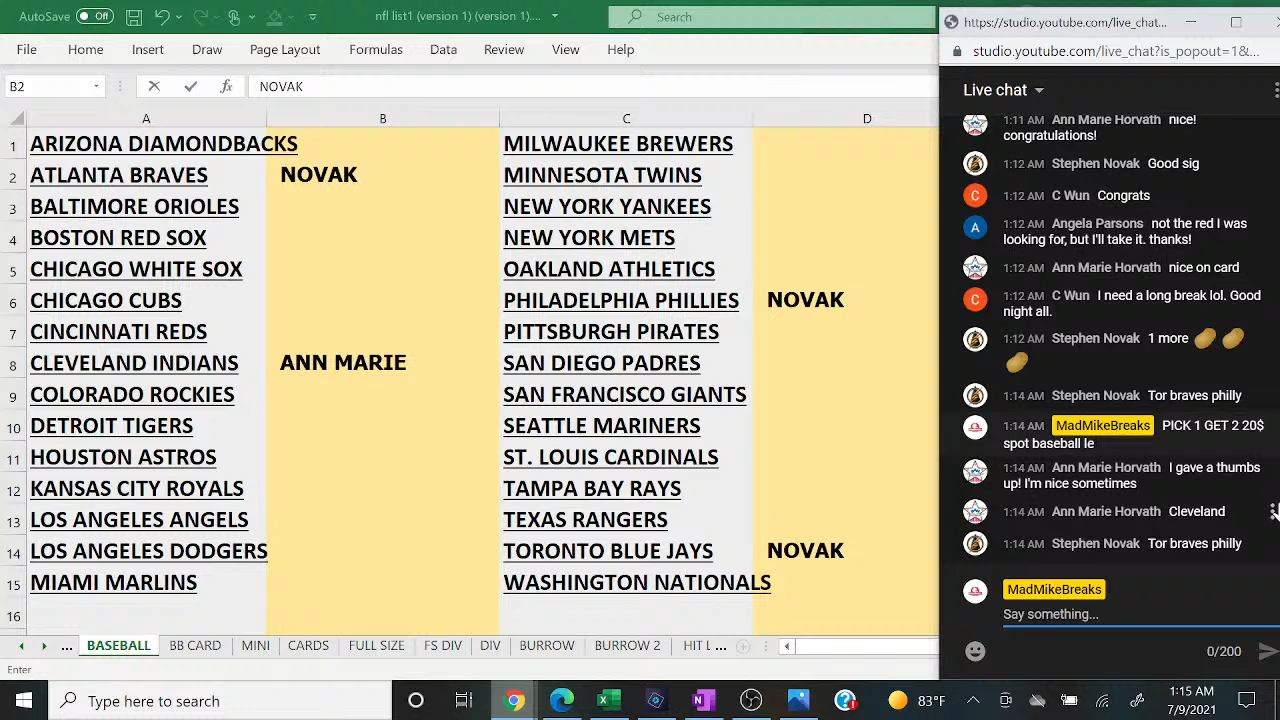 AutoSave Off nfl list1 (version 1) (version 1).... Search
File Home Insert Draw Page Layout Formulas Data Review View Help
B2 fx NOVAK
A B C D
1 ARIZONA DIAMONDBACKS MILWAUKEE BREWERS
2 ATLANTA BRAVES NOVAK MINNESOTA TWINS
3 BALTIMORE ORIOLES NEW YORK YANKEES
4 BOSTON RED SOX NEW YORK METS
5 CHICAGO WHITE SOX OAKLAND ATHLETICS
6 CHICAGO CUBS PHILADELPHIA PHILLIES NOVAK
7 CINCINNATI REDS PITTSBURGH PIRATES
8 CLEVELAND INDIANS ANN MARIE SAN DIEGO PADRES
9 COLORADO ROCKIES SAN FRANCISCO GIANTS
10 DETROIT TIGERS SEATTLE MARINERS
11 HOUSTON ASTROS ST. LOUIS CARDINALS
12 KANSAS CITY ROYALS TAMPA BAY RAYS
13 LOS ANGELES ANGELS TEXAS RANGERS
14 LOS ANGELES DODGERS TORONTO BLUE JAYS NOVAK
15 MIAMI MARLINS WASHINGTON NATIONALS
16
... BASEBALL BB CARD MINI CARDS FULL SIZE FS DIV DIV BURROW BURROW 2 HIT L ...
Enter
https://studio.youtube.com/live_chat...
studio.youtube.com/live_chat?is_popout=1&...
Live chat
1:11 AM Ann Marie Horvath nice!
congratulations!
1:12 AM Stephen Novak Good sig
C 1:12 AM C Wun Congrats
A 1:12 AM Angela Parsons not the red I was
looking for, but I'll take it. thanks!
1:12 AM Ann Marie Horvath nice on card
C 1:12 AM C Wun I need a long break lol. Good
night all.
1:12 AM Stephen Novak 1 more 🥔 🥔
🥔
1:14 AM Stephen Novak Tor braves philly
1:14 AM MadMikeBreaks PICK 1 GET 2 20$
spot baseball le
1:14 AM Ann Marie Horvath I gave a thumbs
up! I'm nice sometimes
1:14 AM Ann Marie Horvath Cleveland
1:14 AM Stephen Novak Tor braves philly
MadMikeBreaks
Say something...
0/200
Type here to search
83°F
1:15 AM
7/9/2021